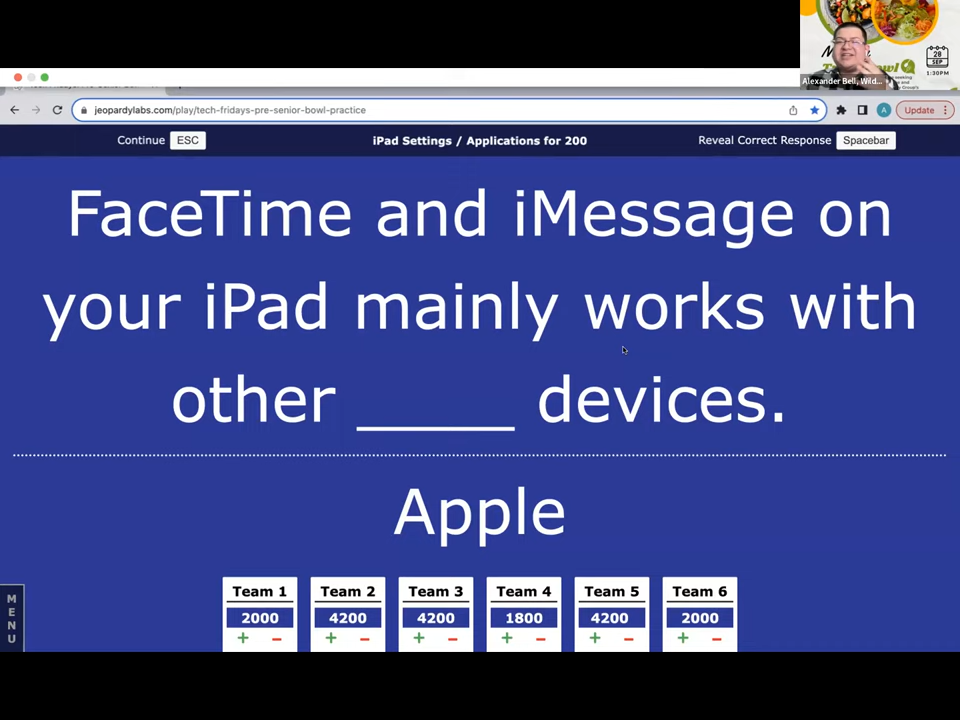 28
SEP
1:30PM
Alexander Bell, Wild...
jeopardylabs.com/play/tech-fridays-pre-senior-bowl-practice
A
Update
Continue ESC
iPad Settings / Applications for 200
Reveal Correct Response Spacebar
FaceTime and iMessage on
your iPad mainly works with
other _____ devices.
Apple
MENU
Team 1 Team 2 Team 3 Team 4 Team 5 Team 6
2000 4200 4200 1800 4200 2000
+ − + − + − + − + − + −